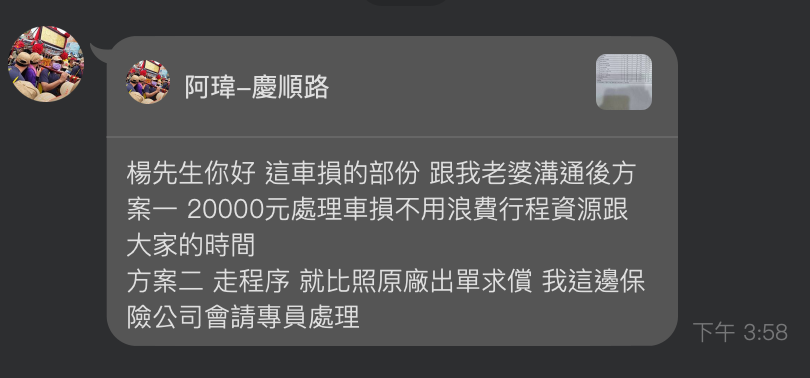 阿瑋–慶順路
楊先生你好 這車損的部份 跟我老婆溝通後方
案一 20000元處理車損不用浪費行程資源跟
大家的時間
方案二 走程序 就比照原廠出單求償 我這邊保
險公司會請專員處理
下午 3:58